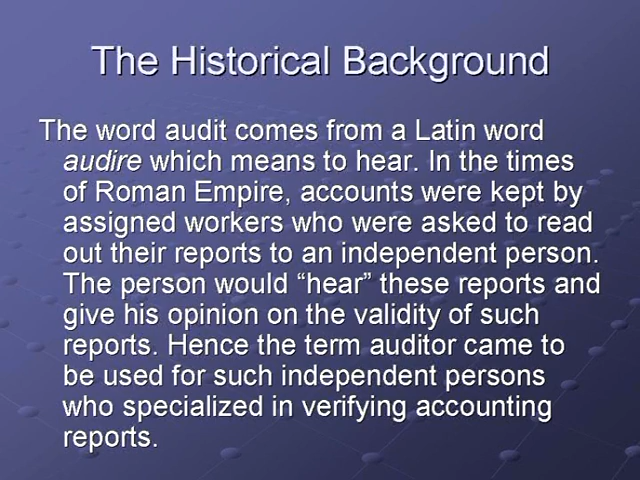 The Historical Background
The word audit comes from a Latin word
audire which means to hear. In the times
of Roman Empire, accounts were kept by
assigned workers who were asked to read
out their reports to an independent person.
The person would “hear” these reports and
give his opinion on the validity of such
reports. Hence the term auditor came to
be used for such independent persons
who specialized in verifying accounting
reports.